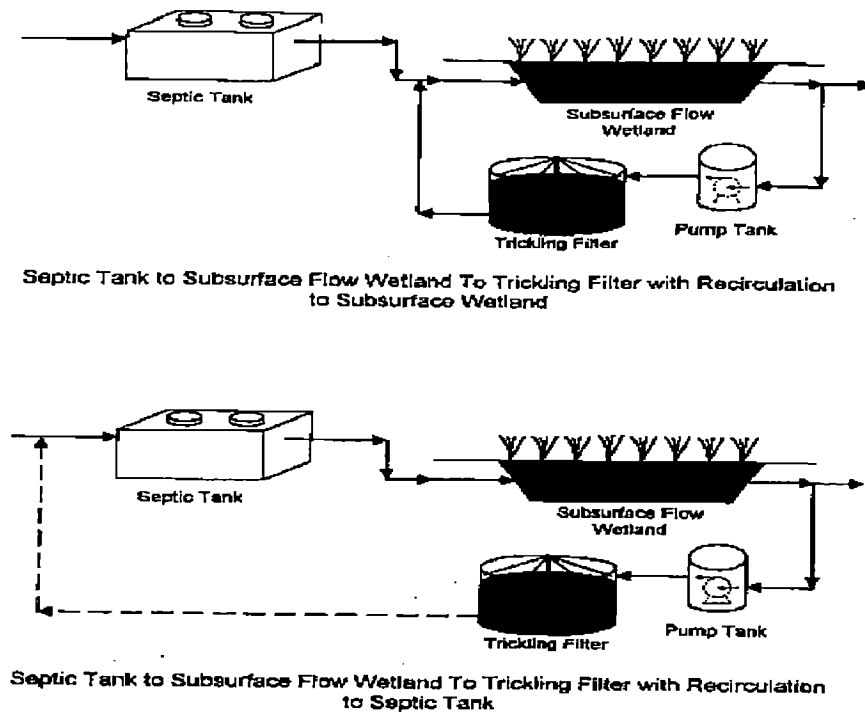 Septic Tank
Subsurface Flow
Wetland
Trickling Filter
Pump Tank
Septic Tank to Subsurface Flow Wetland To Trickling Filter with Recirculation
to Subsurface Wetland
Septic Tank
Subsurface Flow
Wetland
Trickling Filter
Pump Tank
Septic Tank to Subsurface Flow Wetland To Trickling Filter with Recirculation
to Septic Tank